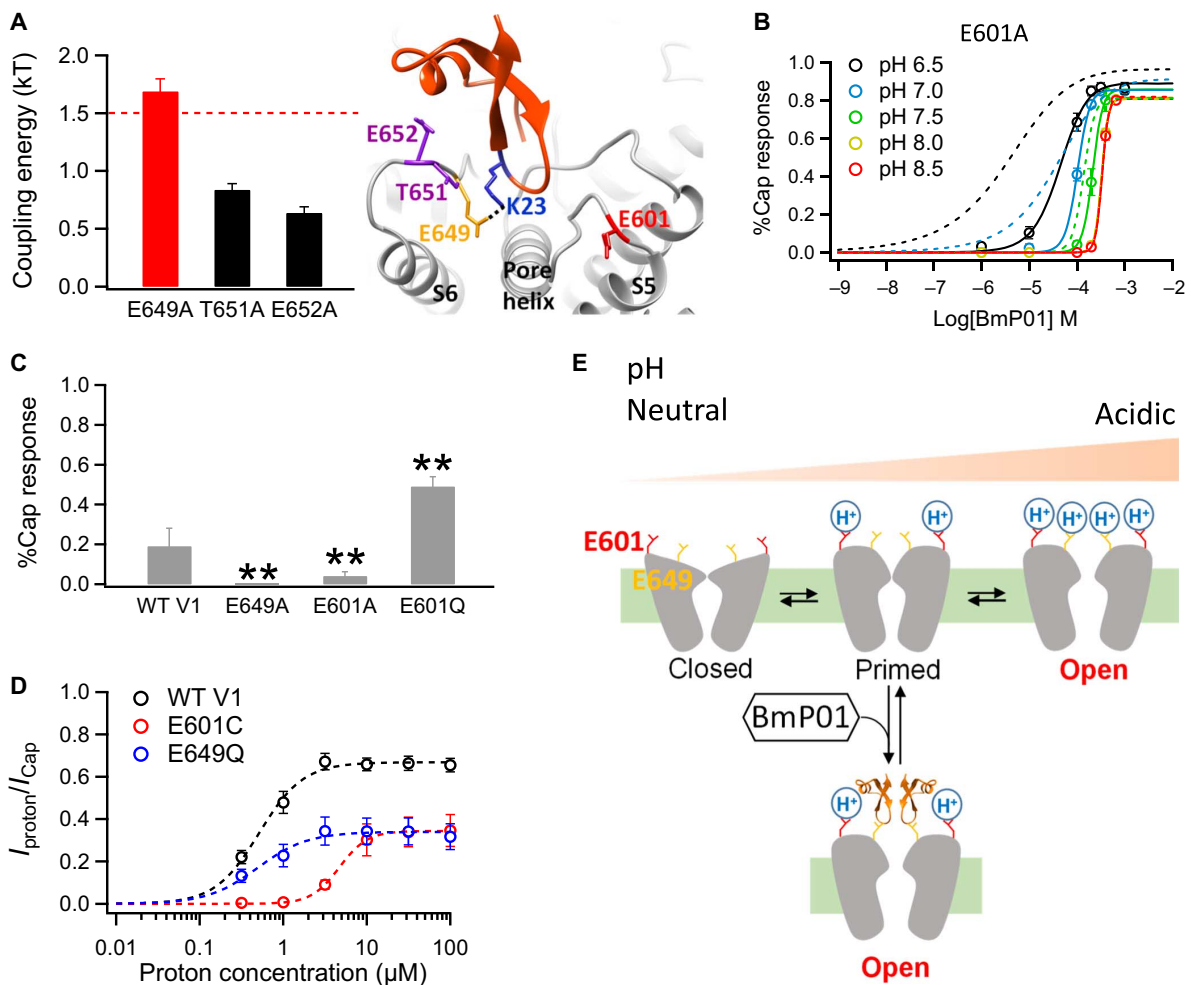 A
Coupling energy (kT)
2.0
1.5
1.0
0.5
0.0
E649A T651A E652A
E652
T651
E649
K23
E601
Pore
helix
S6
S5
B
E601A
%Cap response
1.0
0.8
0.6
0.4
0.2
0.0
pH 6.5
pH 7.0
pH 7.5
pH 8.0
pH 8.5
–9 –8 –7 –6 –5 –4 –3 –2
Log[BmP01] M
C
%Cap response
1.0
0.8
0.6
0.4
0.2
0.0
** ** **
WT V1 E649A E601A E601Q
D
Iproton/ICap
1.0
0.8
0.6
0.4
0.2
0.0
WT V1
E601C
E649Q
0.01 0.1 1 10 100
Proton concentration (µM)
E
pH
Neutral
Acidic
E601
E649
H+ H+ H+ H+ H+ H+
Closed
Primed
Open
BmP01
H+ H+
Open